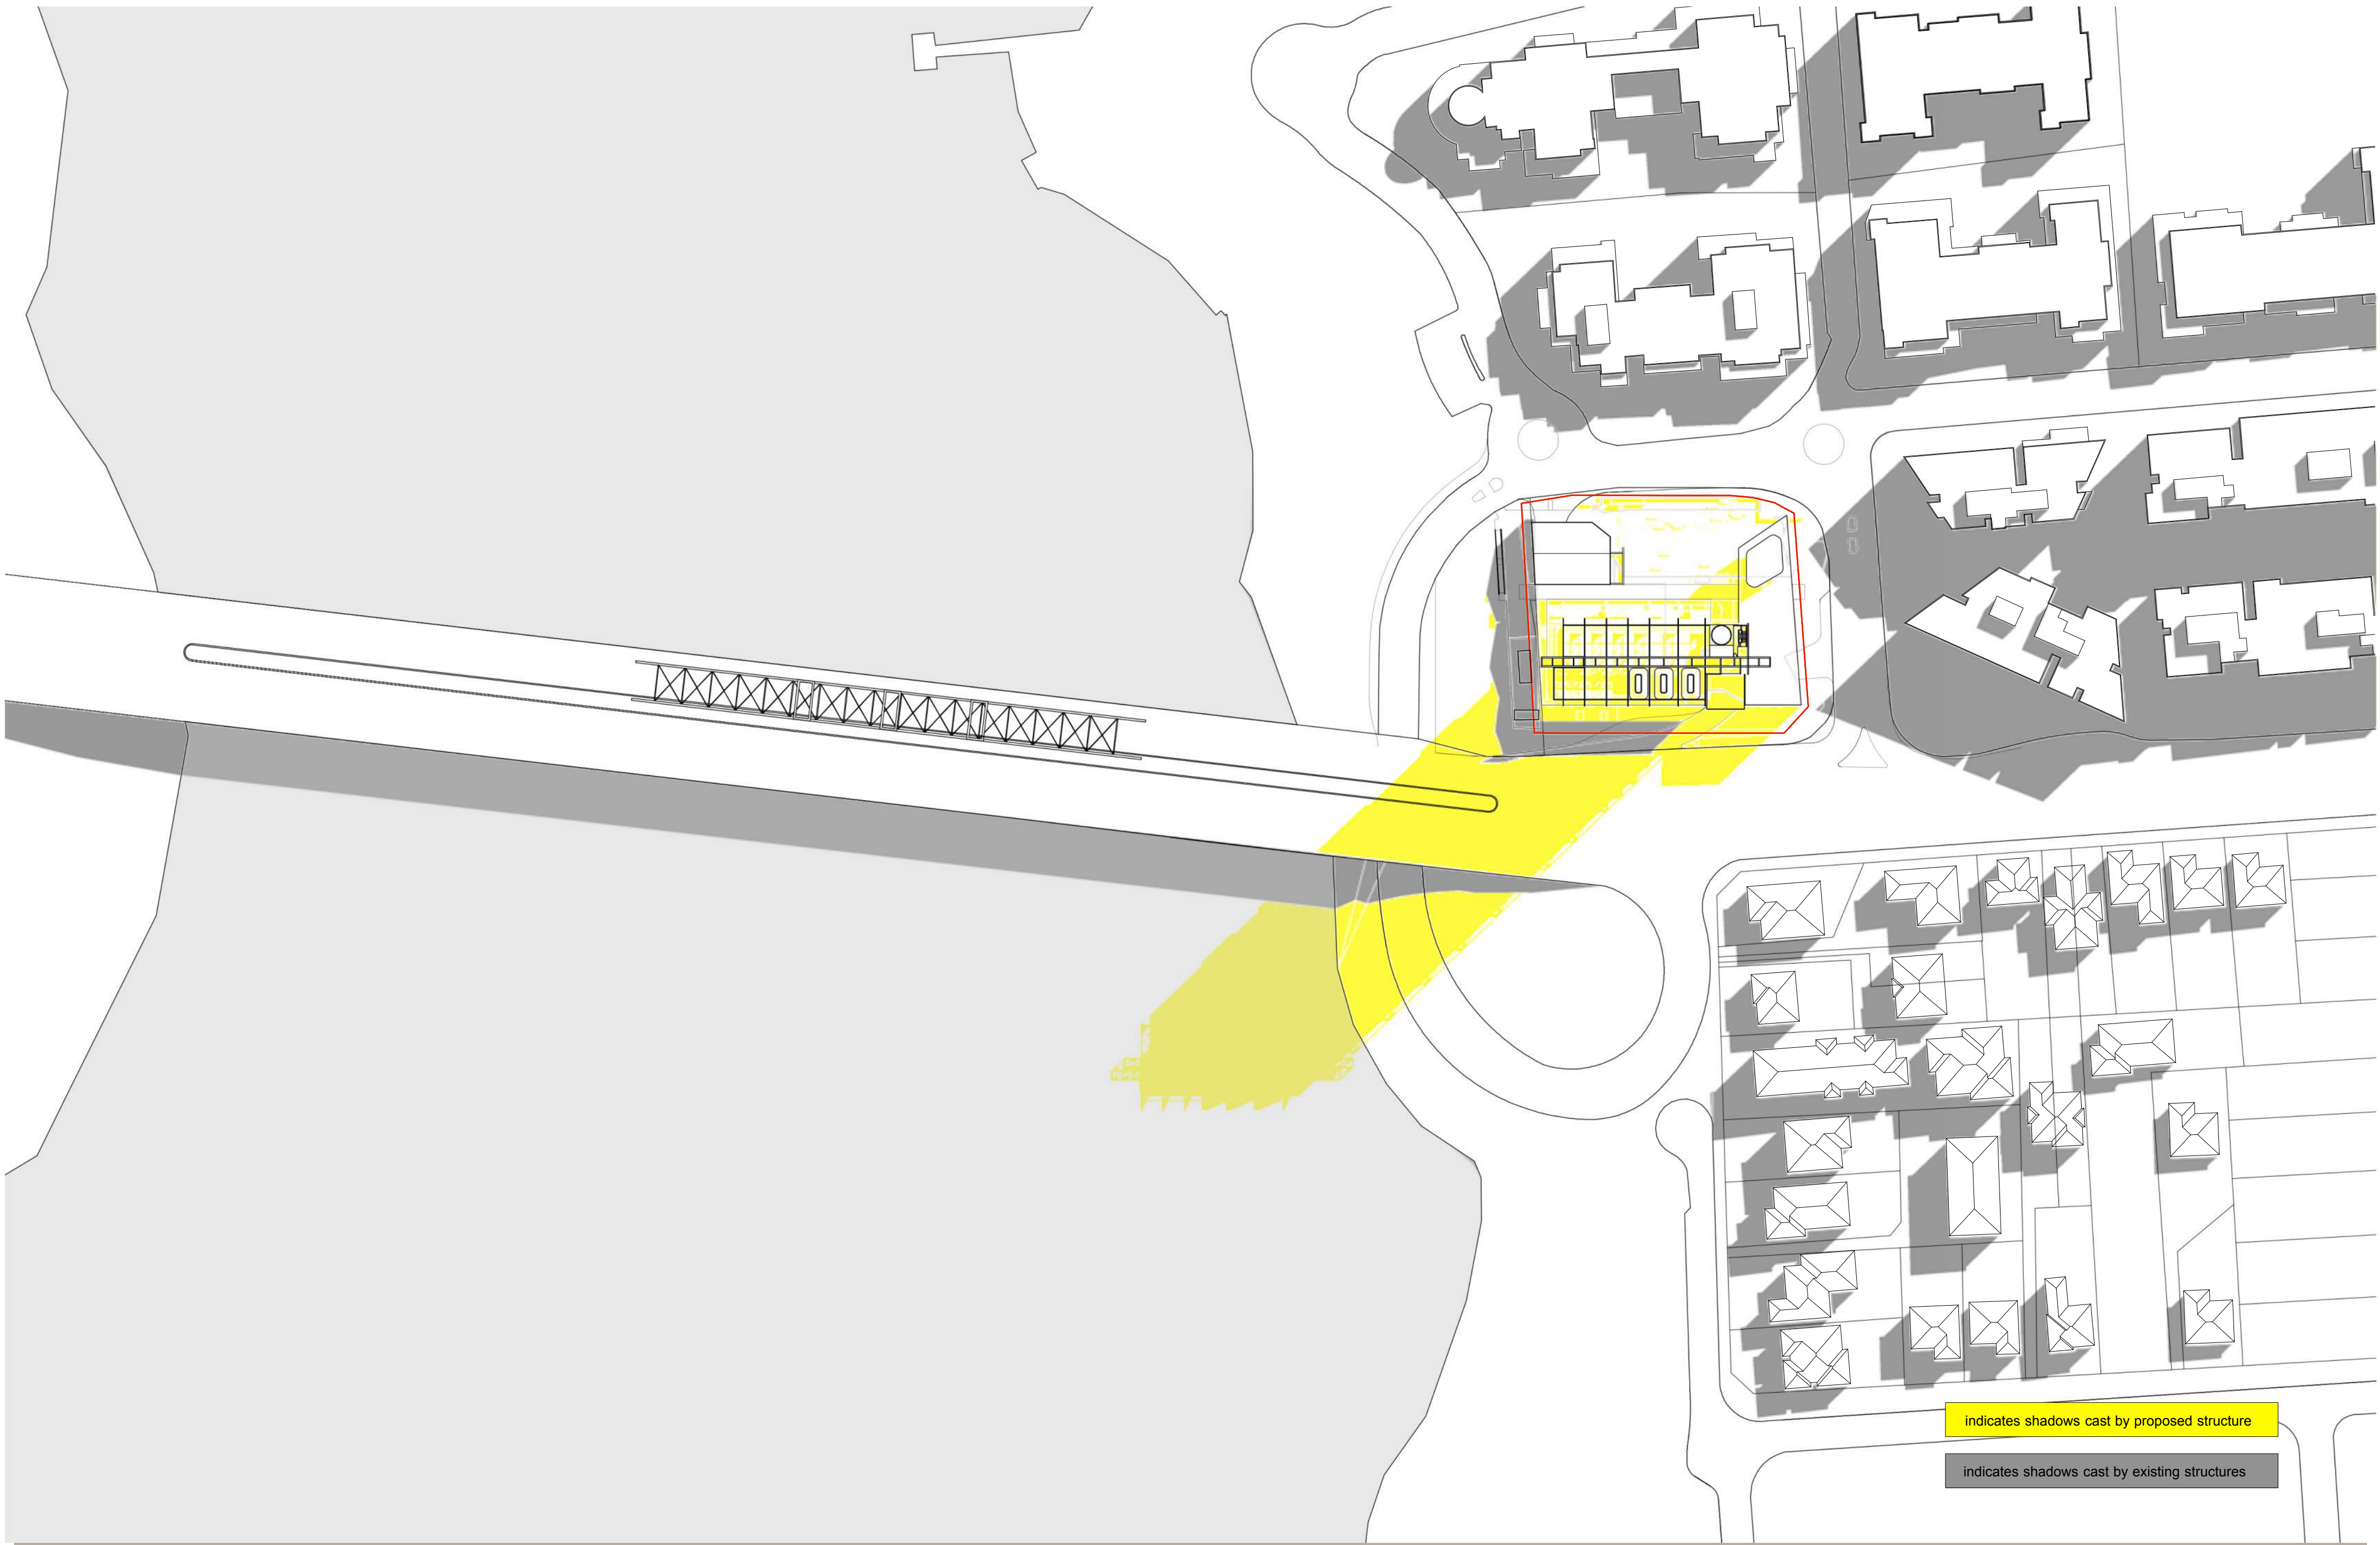 indicates shadows cast by proposed structure
indicates shadows cast by existing structures